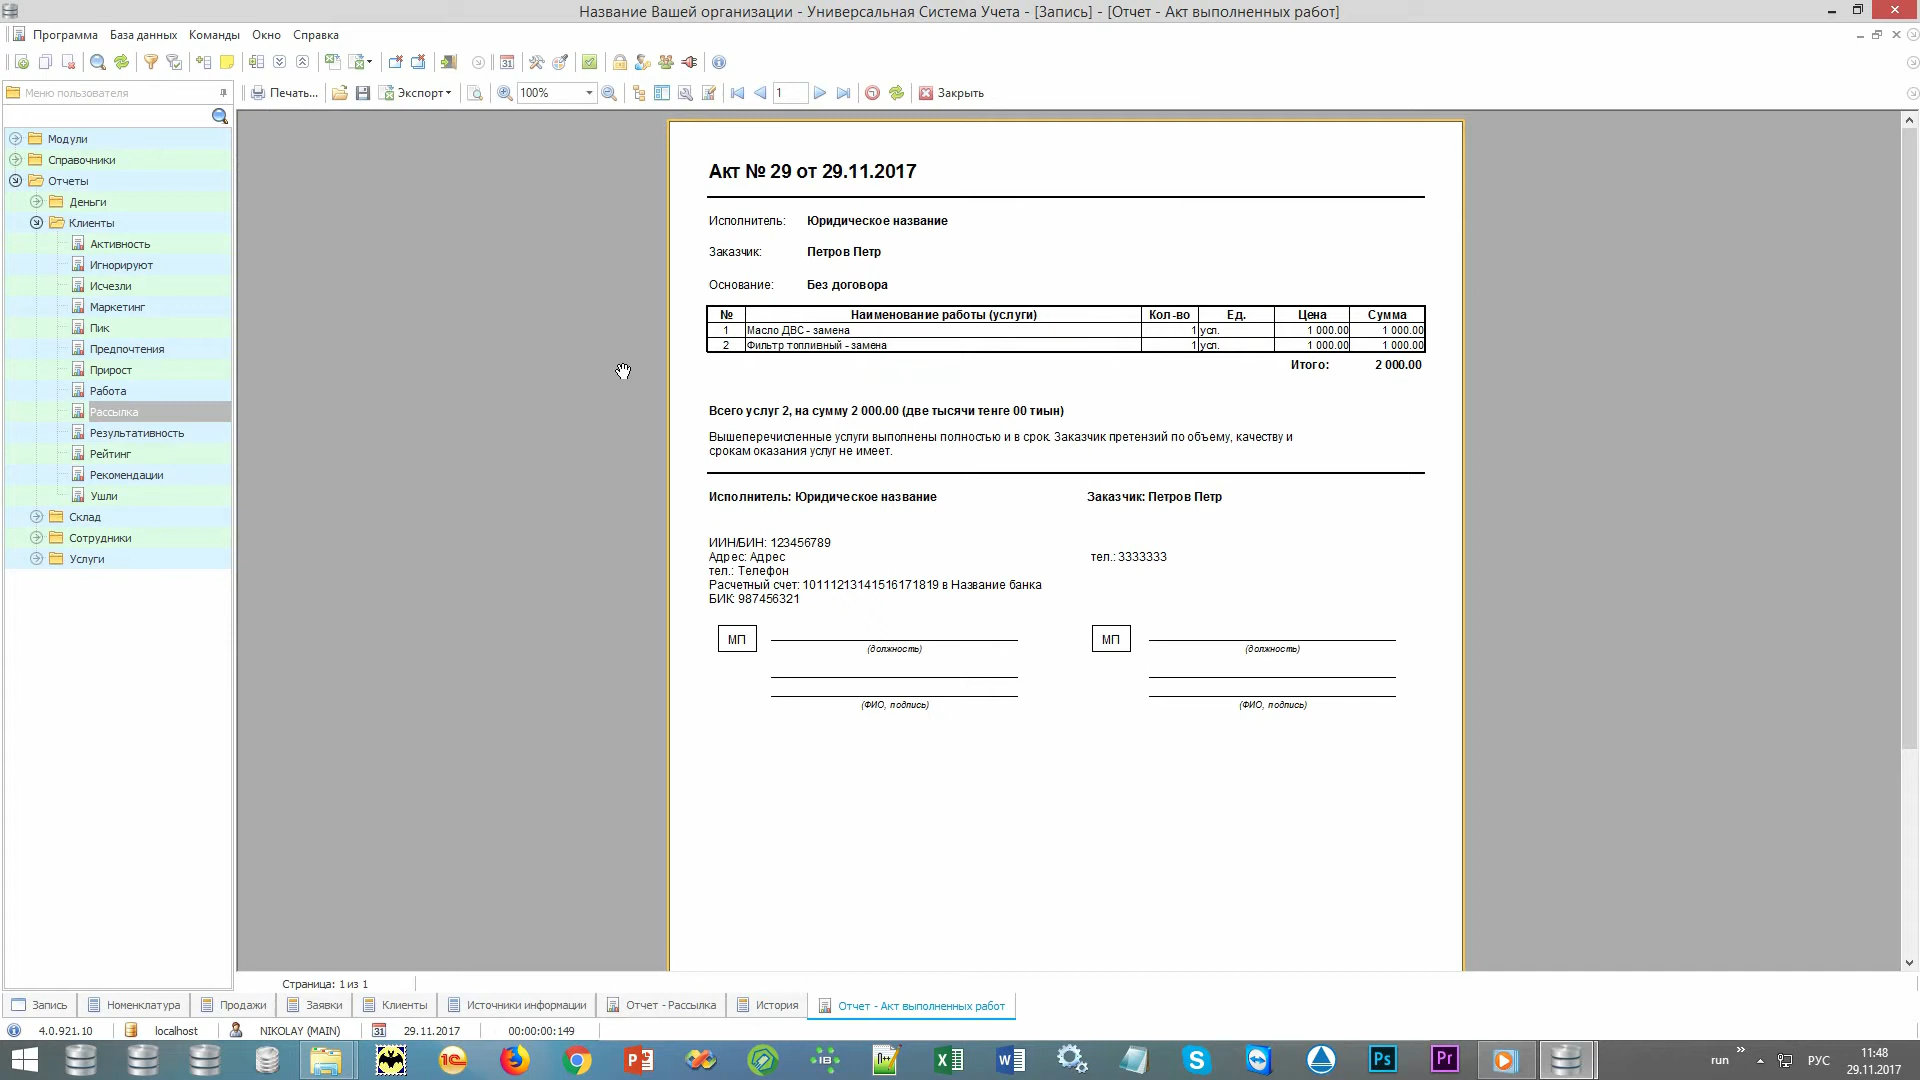 Название Вашей организации - Универсальная Система Учета - [Запись] - [Отчет - Акт выполненных работ]
Программа База данных Команды Окно Справка
Меню пользователя
Печать... Экспорт 100% 1 Закрыть
Модули
Справочники
Отчеты
Деньги
Клиенты
Активность
Игнорируют
Исчезли
Маркетинг
Пик
Предпочтения
Прирост
Работа
Рассылка
Результативность
Рейтинг
Рекомендации
Ушли
Склад
Сотрудники
Услуги
Акт № 29 от 29.11.2017
Исполнитель: Юридическое название
Заказчик: Петров Петр
Основание: Без договора
№ Наименование работы (услуги) Кол-во Ед. Цена Сумма
1 Масло ДВС - замена 1 усл. 1 000.00 1 000.00
2 Фильтр топливный - замена 1 усл. 1 000.00 1 000.00
Итого: 2 000.00
Всего услуг 2, на сумму 2 000.00 (две тысячи тенге 00 тиын)
Вышеперечисленные услуги выполнены полностью и в срок. Заказчик претензий по объему, качеству и
срокам оказания услуг не имеет.
Исполнитель: Юридическое название Заказчик: Петров Петр
ИИН/БИН: 123456789
Адрес: Адрес тел.: 3333333
тел.: Телефон
Расчетный счет: 10111213141516171819 в Название банка
БИК: 987456321
МП МП
(должность) (должность)
(ФИО, подпись) (ФИО, подпись)
Страница: 1 из 1
Запись Номенклатура Продажи Заявки Клиенты Источники информации Отчет - Рассылка История Отчет - Акт выполненных работ
4.0.921.10 localhost NIKOLAY (MAIN) 31 29.11.2017 00:00:00:149
run РУС 11:48
29.11.2017